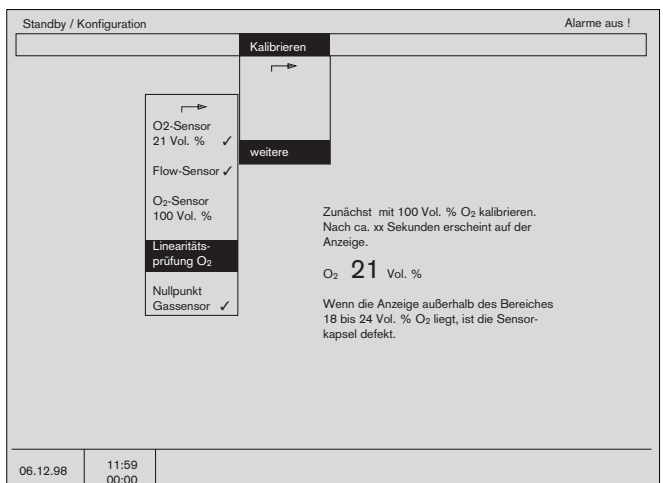 Standby / Konfiguration
Alarme aus !
Kalibrieren
weitere
O2-Sensor
21 Vol. % ✓
Flow-Sensor ✓
O₂-Sensor
100 Vol. %
Linearitäts-
prüfung O₂
Nullpunkt
Gassensor ✓
Zunächst mit 100 Vol. % O₂ kalibrieren.
Nach ca. xx Sekunden erscheint auf der
Anzeige.
O₂ 21 Vol. %
Wenn die Anzeige außerhalb des Bereiches
18 bis 24 Vol. % O₂ liegt, ist die Sensor-
kapsel defekt.
06.12.98
11:59
00:00